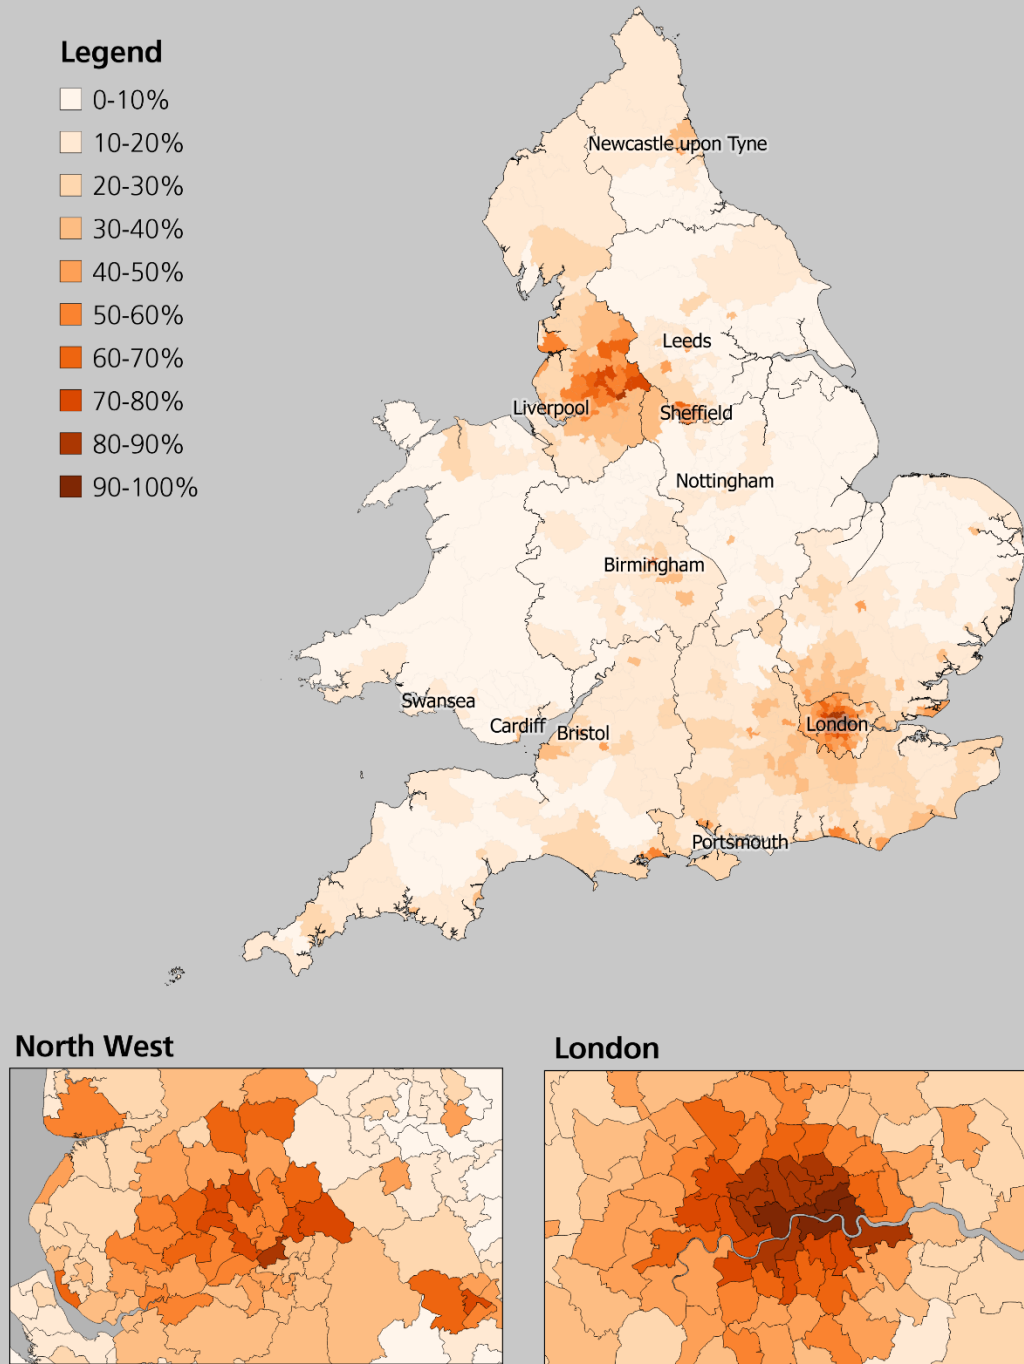 Legend
0-10%
10-20%
20-30%
30-40%
40-50%
50-60%
60-70%
70-80%
80-90%
90-100%
Newcastle upon Tyne
Leeds
Liverpool
Sheffield
Nottingham
Birmingham
Swansea
Cardiff
Bristol
London
Portsmouth
North West
London